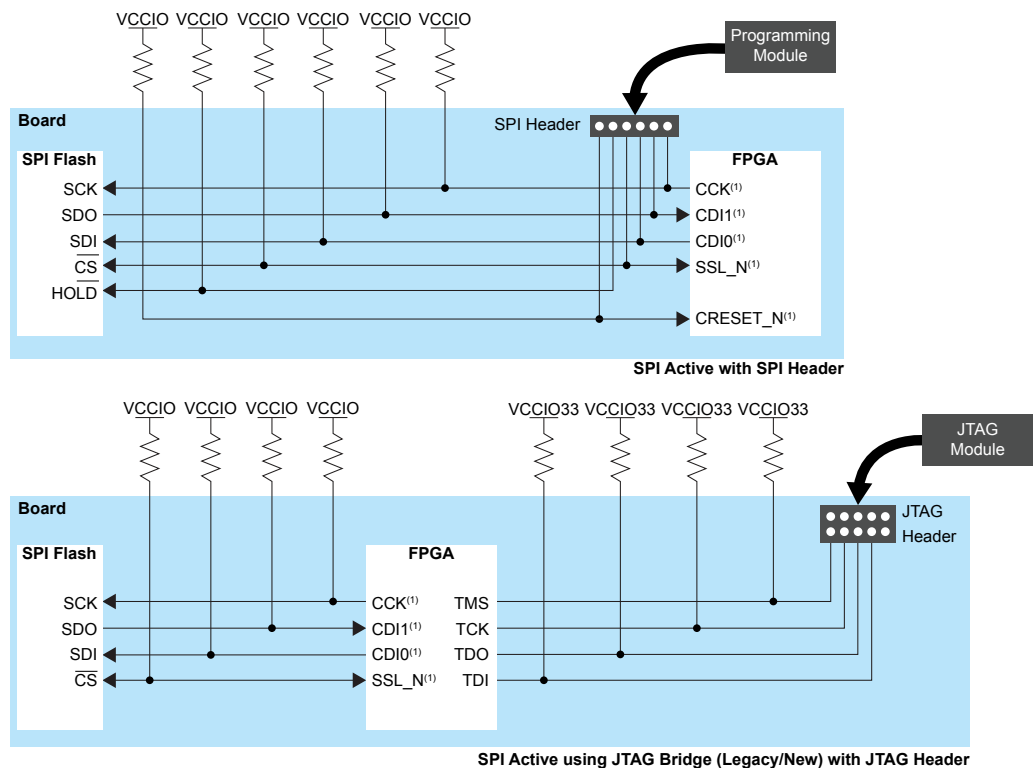 VCCIO VCCIO VCCIO VCCIO VCCIO VCCIO
Programming
Module
Board
SPI Header
SPI Flash
FPGA
SCK
CCK(1)
SDO
CDI1(1)
SDI
CDI0(1)
CS
SSL_N(1)
HOLD
CRESET_N(1)
SPI Active with SPI Header
VCCIO VCCIO VCCIO VCCIO
VCCIO33 VCCIO33 VCCIO33 VCCIO33
JTAG
Module
Board
JTAG
Header
SPI Flash
FPGA
SCK
CCK(1)
TMS
SDO
CDI1(1)
TCK
SDI
CDI0(1)
TDO
CS
SSL_N(1)
TDI
SPI Active using JTAG Bridge (Legacy/New) with JTAG Header